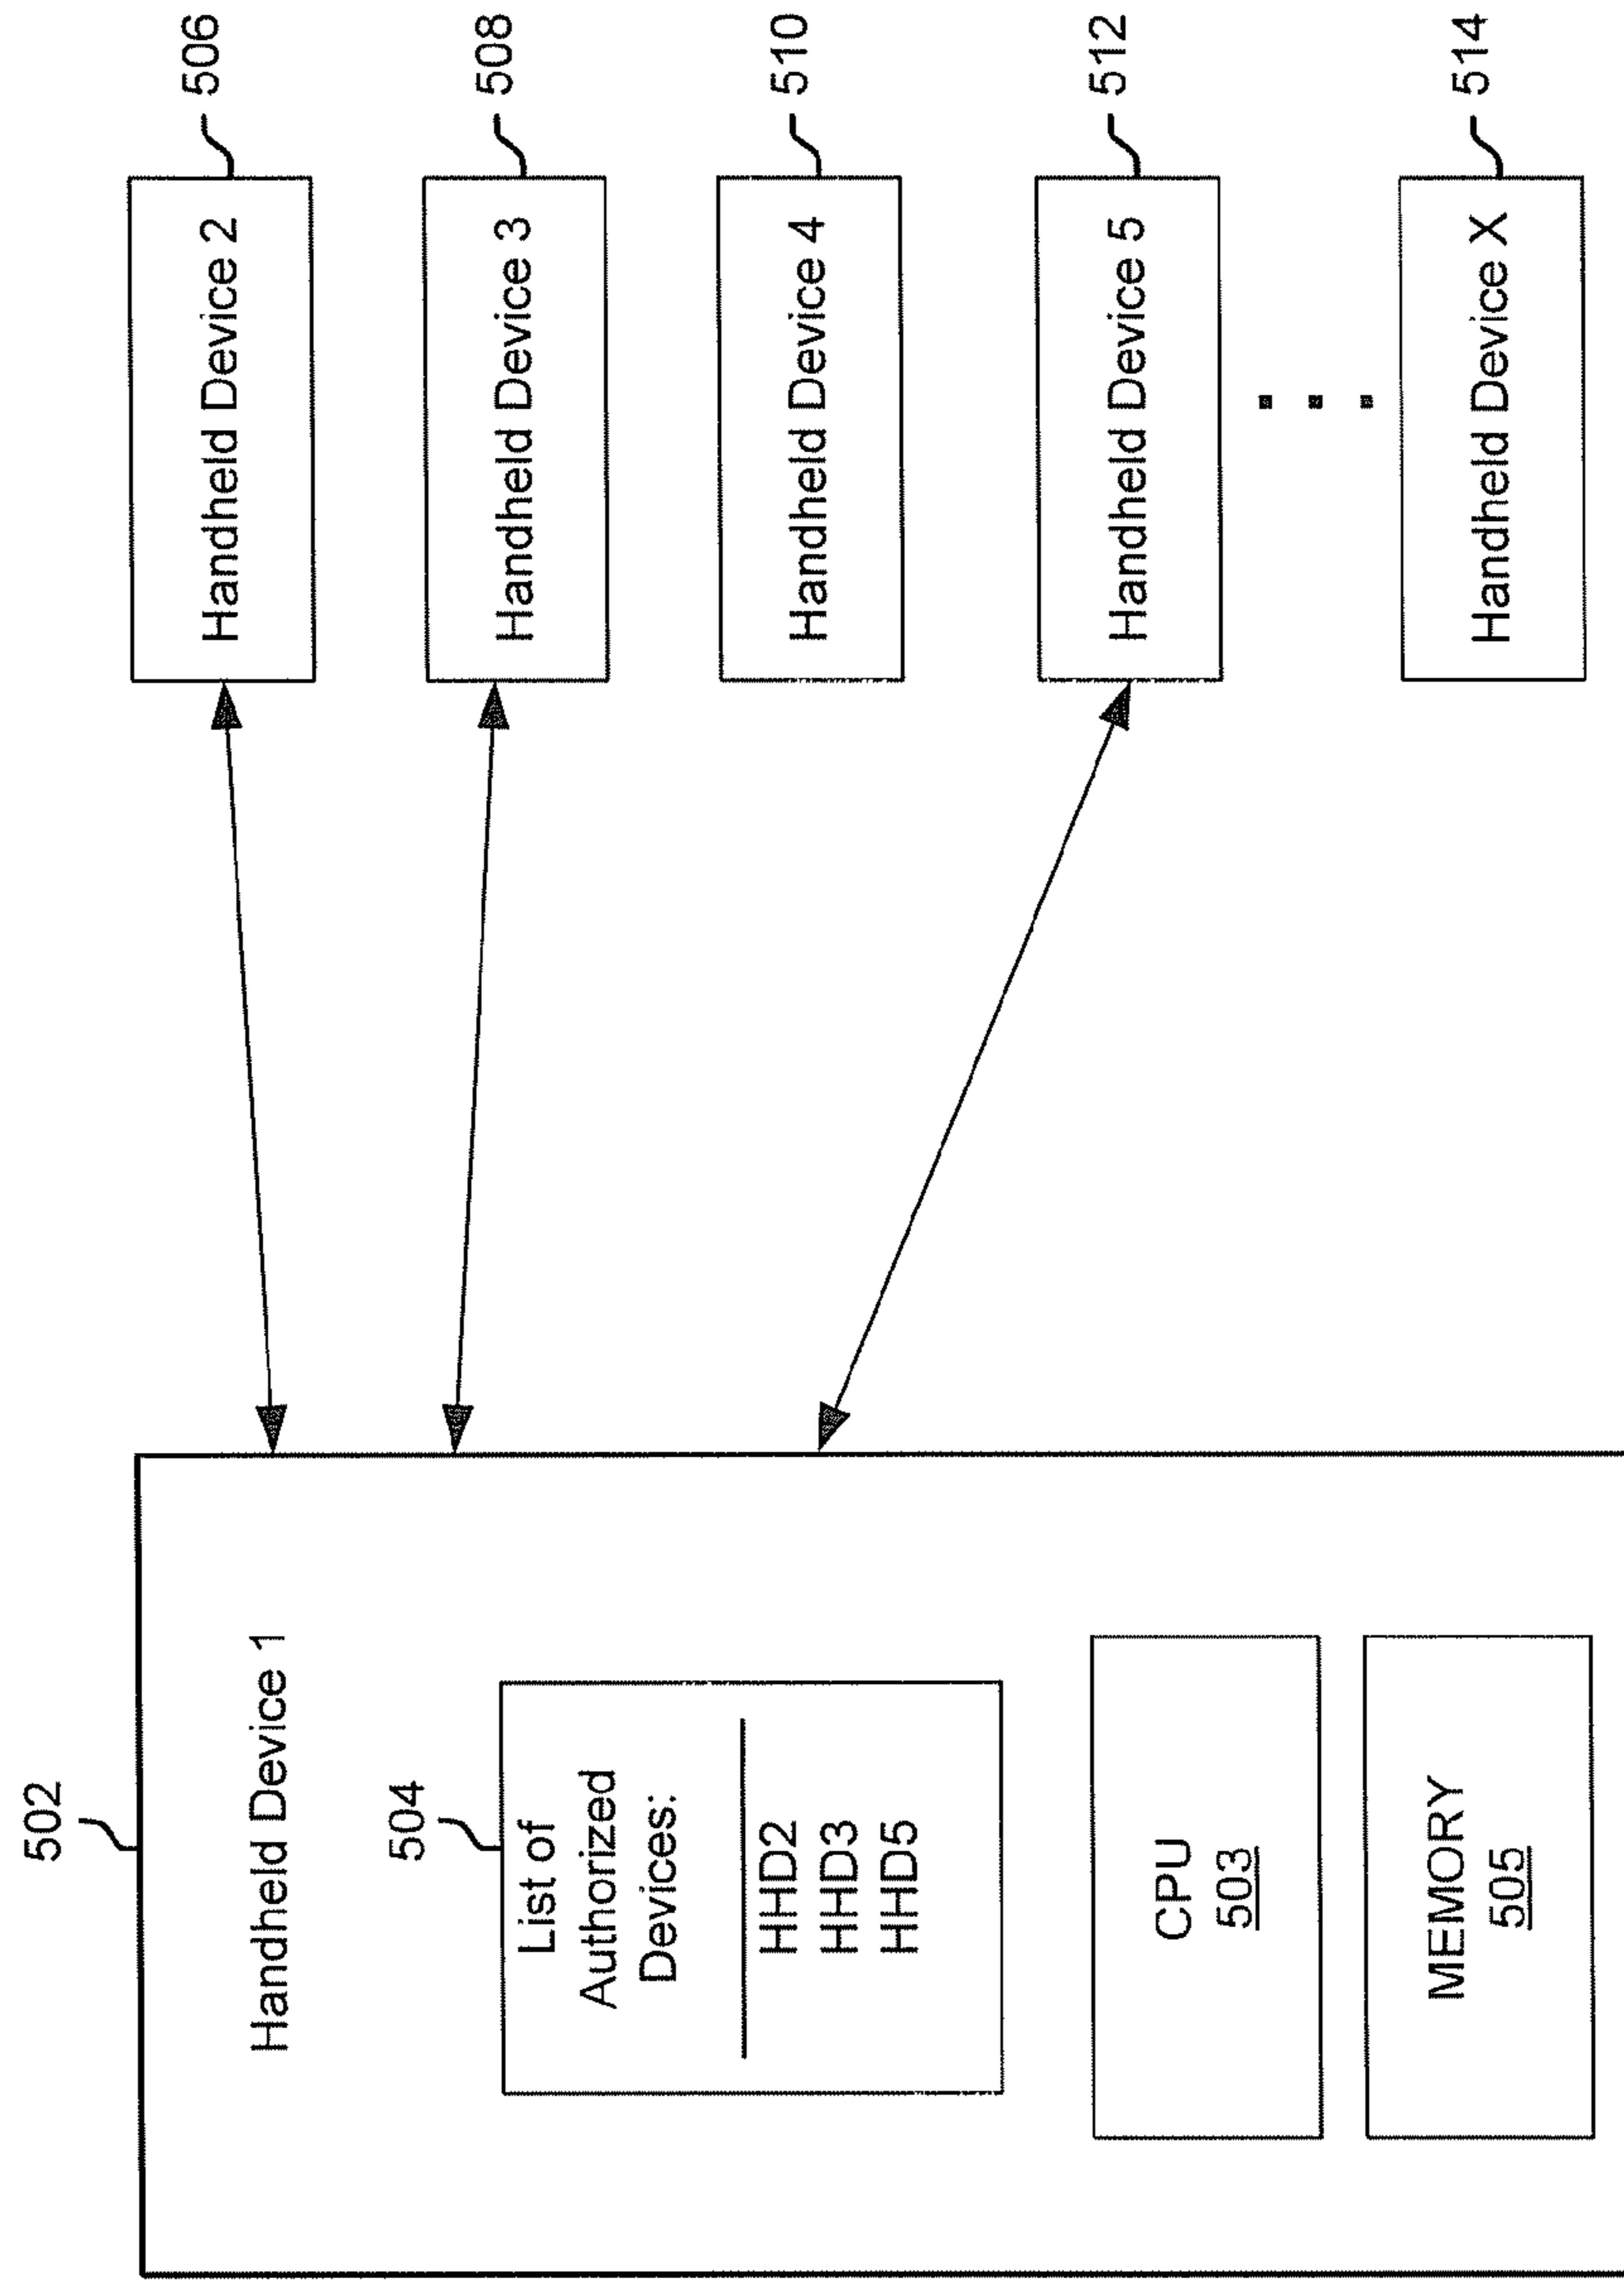 502
Handheld Device 1
504
List of
Authorized
Devices:
HHD2
HHD3
HHD5
CPU
503
MEMORY
505
Handheld Device 2
506
Handheld Device 3
508
Handheld Device 4
510
Handheld Device 5
512
Handheld Device X
514